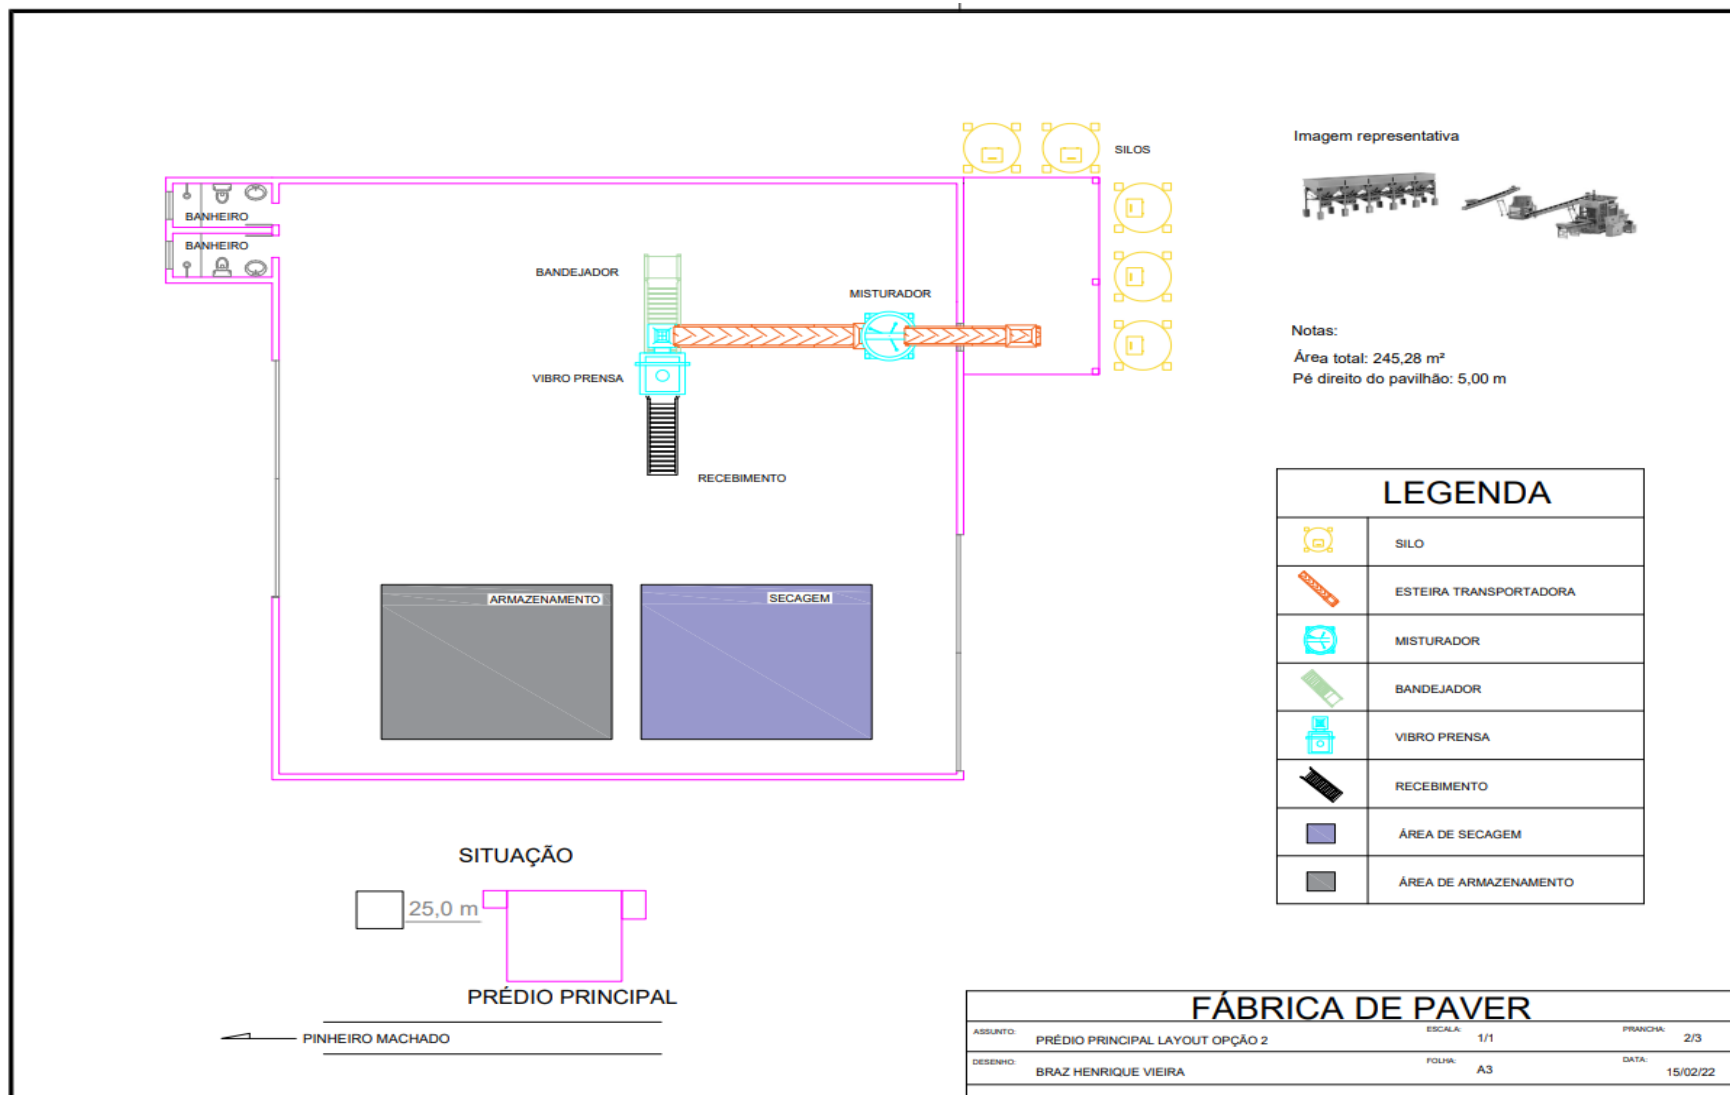 SILOS
Imagem representativa
BANHEIRO
BANHEIRO
BANDEJADOR
MISTURADOR
VIBRO PRENSA
RECEBIMENTO
Notas:
Área total: 245,28 m²
Pé direito do pavilhão: 5,00 m
ARMAZENAMENTO
SECAGEM
LEGENDA
SILO
ESTEIRA TRANSPORTADORA
MISTURADOR
BANDEJADOR
VIBRO PRENSA
RECEBIMENTO
ÁREA DE SECAGEM
ÁREA DE ARMAZENAMENTO
SITUAÇÃO
25,0 m
PRÉDIO PRINCIPAL
PINHEIRO MACHADO
FÁBRICA DE PAVER
ASSUNTO: PRÉDIO PRINCIPAL LAYOUT OPÇÃO 2 ESCALA: 1/1 PRANCHA: 2/3
DESENHO: BRAZ HENRIQUE VIEIRA FOLHA: A3 DATA: 15/02/22